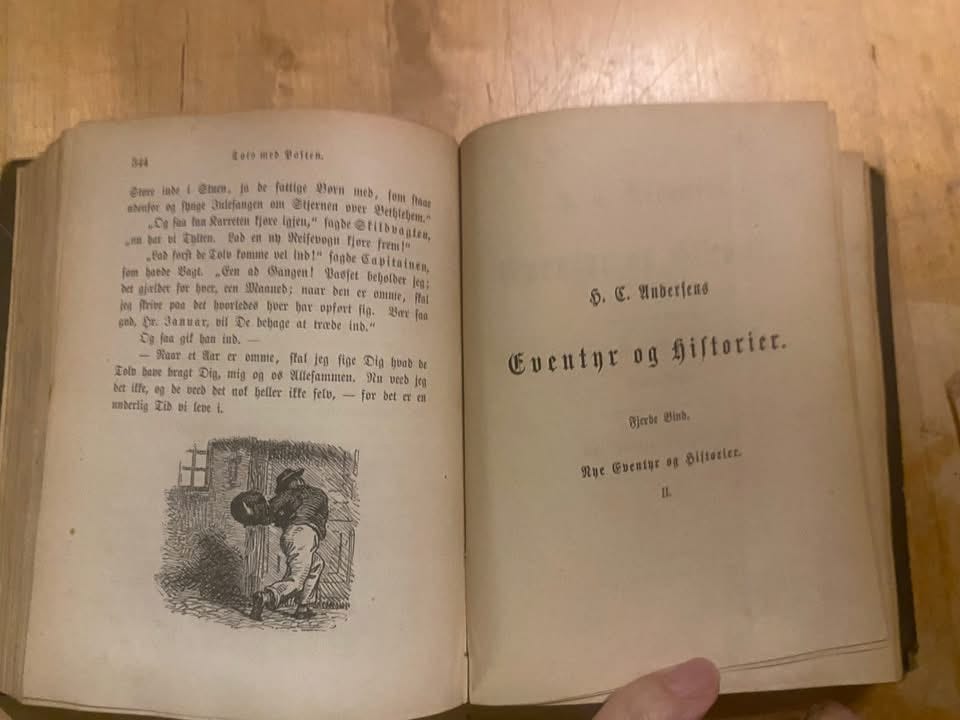 344
Tolv med Posten.
Større inde i Stuen, ja de fattige Børn med, som staae
udenfor og synge Julesangen om Stjernen over Bethlehem."
„Og saa kan Karreten kjøre igjen," sagde Skildvagten,
„nu har vi Tylten. Lad en ny Reisevogn kjøre frem!"
„Lad først de Tolv komme vel ind!" sagde Capitainen,
som havde Vagt. „Een ad Gangen! Passet beholder jeg;
det gjælder for hver, een Maaned; naar den er omme, skal
jeg skrive paa det hvorledes hver har opført sig. Vær saa
god, Hr. Januar, vil De behage at træde ind."
Og saa gik han ind. —
— Naar et Aar er omme, skal jeg sige Dig hvad de
Tolv have bragt Dig, mig og os Allesammen. Nu veed jeg
det ikke, og de veed det nok heller ikke selv, — for det er en
underlig Tid vi leve i.
H. C. Andersens
Eventyr og Historier.
Fjerde Bind.
Nye Eventyr og Historier.
II.